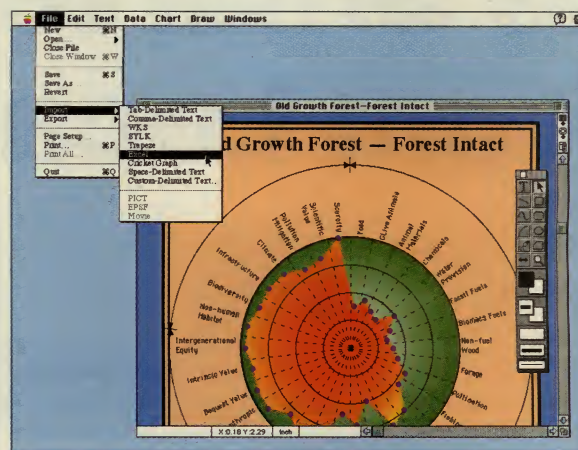 File Edit Text Data Chart Draw Windows
New ⌘N
Open...
Close File
Close Window ⌘W
Save ⌘S
Save As
Revert
Import
Export
Page Setup...
Print... ⌘P
Print All...
Quit ⌘Q
Tab-Delimited Text
Comma-Delimited Text
WKS
SYLK
Trapeze
Excel
Cricket Graph
Space-Delimited Text
Custom-Delimited Text..
PICT
EPSF
Movie
Old Growth Forest—Forest Intact
d Growth Forest — Forest Intact
Scarcity
Food
Live Animals
Animal Materials
Chemicals
Water Provision
Fossil Fuels
Biomass Fuels
Non-fuel Wood
Forage
Pollination
Scientific Value
Pollution Mitigation
Climate
Infrastructure
Biodiversity
Non-human Habitat
Intergenerational Equity
Intrinsic Value
Bequest Value
X:0.18 Y:2.29 Inch